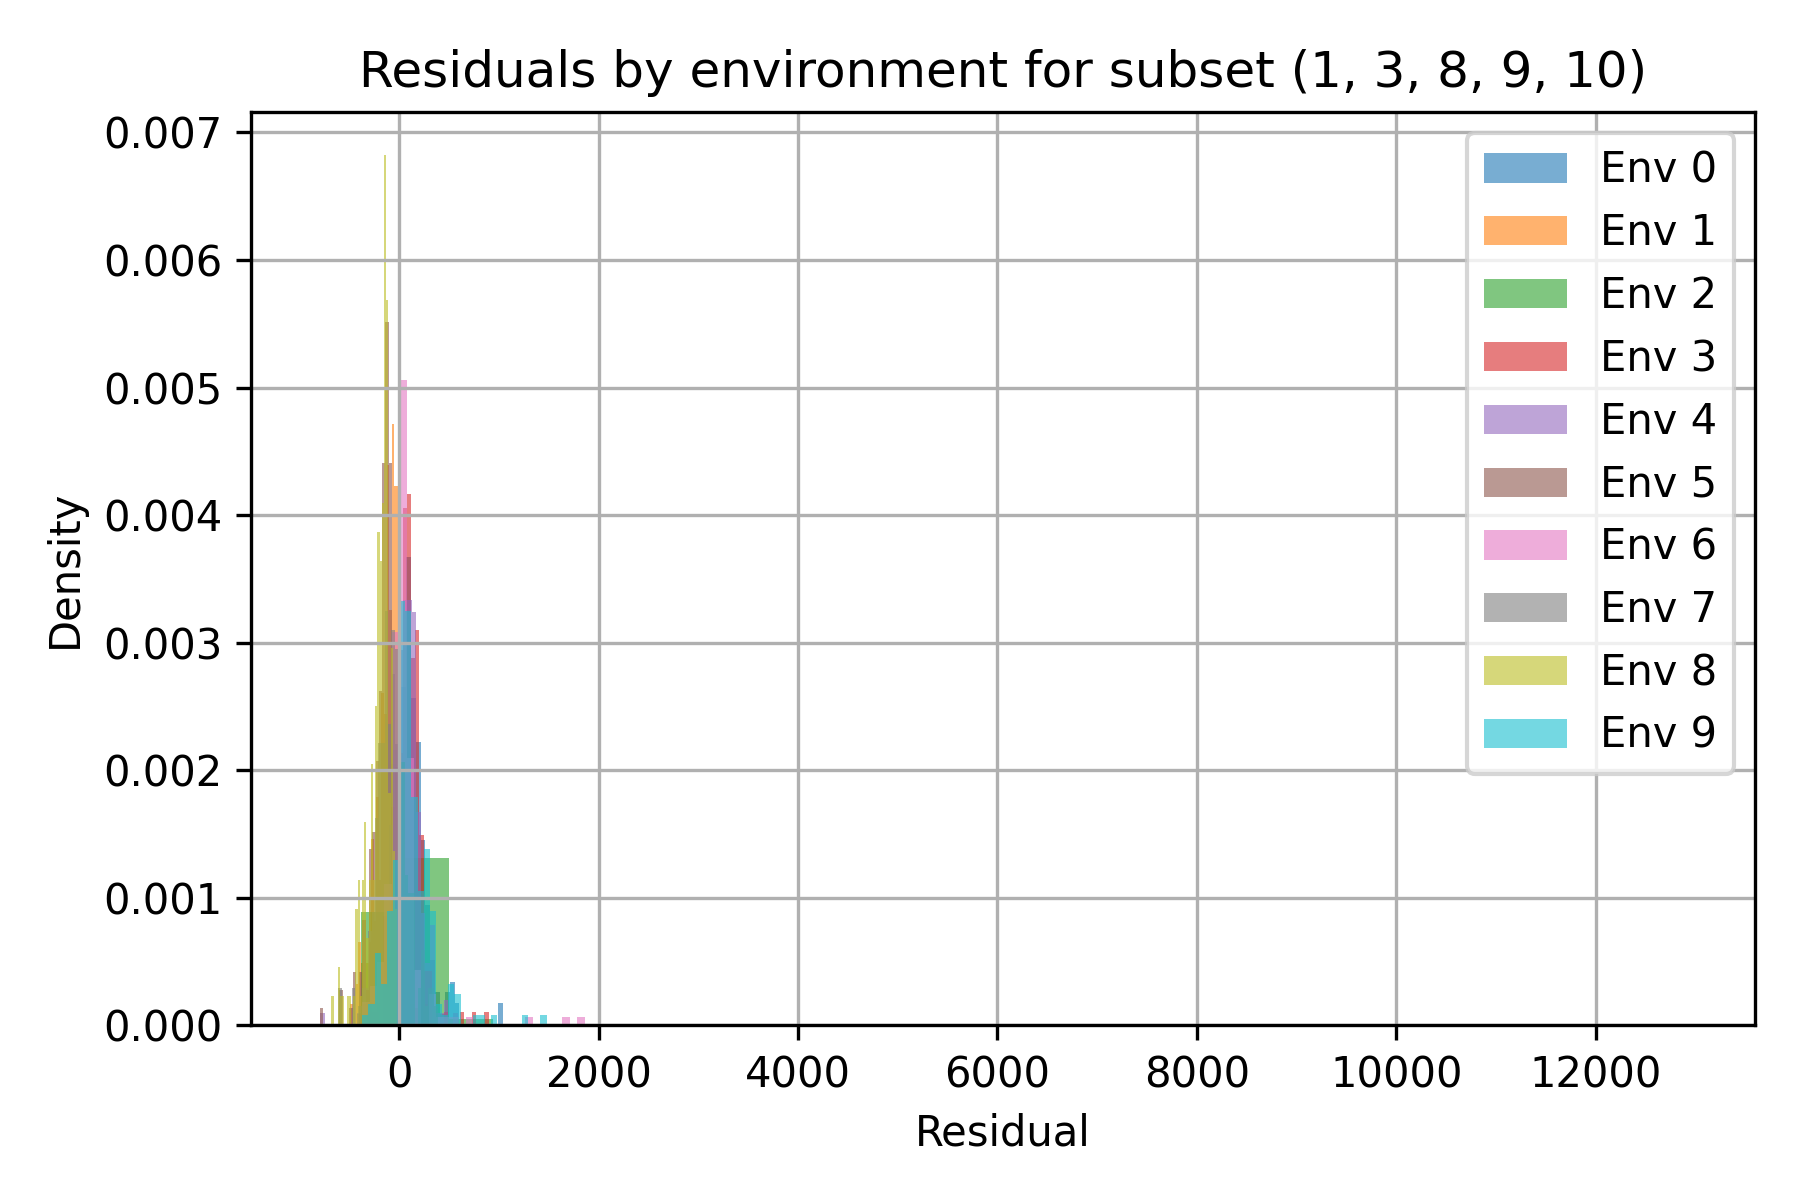 Residuals by environment for subset (1, 3, 8, 9, 10)
0.007
0.006
0.005
0.004
0.003
0.002
0.001
0.000
Density
Env 0
Env 1
Env 2
Env 3
Env 4
Env 5
Env 6
Env 7
Env 8
Env 9
0 2000 4000 6000 8000 10000 12000
Residual